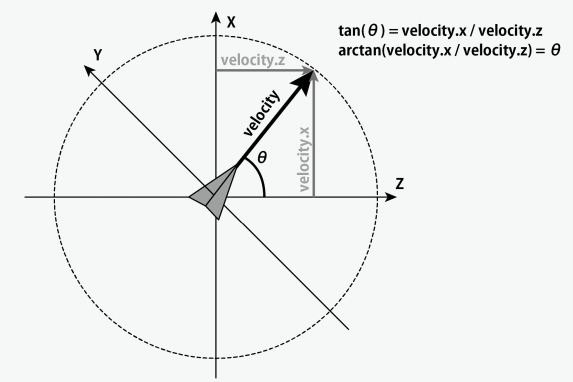 X
tan(θ) = velocity.x / velocity.z
arctan(velocity.x / velocity.z) = θ
Y
velocity.z
velocity
velocity.x
θ
Z